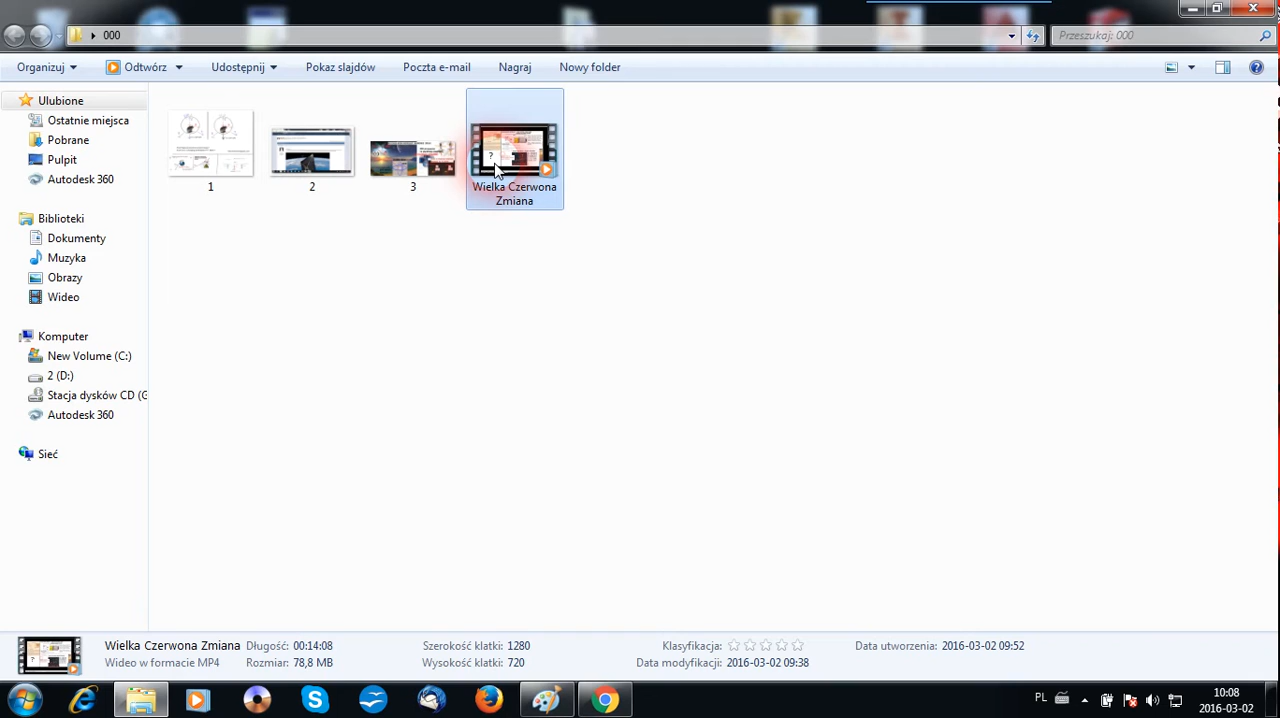 000
Przeszukaj: 000
Organizuj
Otwórz
Udostępnij
Pokaz slajdów
Poczta e-mail
Nagraj
Nowy folder
Ulubione
Ostatnie miejsca
Pobrane
Pulpit
Autodesk 360
Biblioteki
Dokumenty
Muzyka
Obrazy
Wideo
Komputer
New Volume (C:)
2 (D:)
Stacja dysków CD (G
Autodesk 360
Sieć
1
2
3
Wielka Czerwona
Zmiana
Wielka Czerwona Zmiana
Wideo w formacie MP4
Długość: 00:14:08
Rozmiar: 78,8 MB
Szerokość klatki: 1280
Wysokość klatki: 720
Klasyfikacja:
Data modyfikacji: 2016-03-02 09:38
Data utworzenia: 2016-03-02 09:52
PL
10:08
2016-03-02